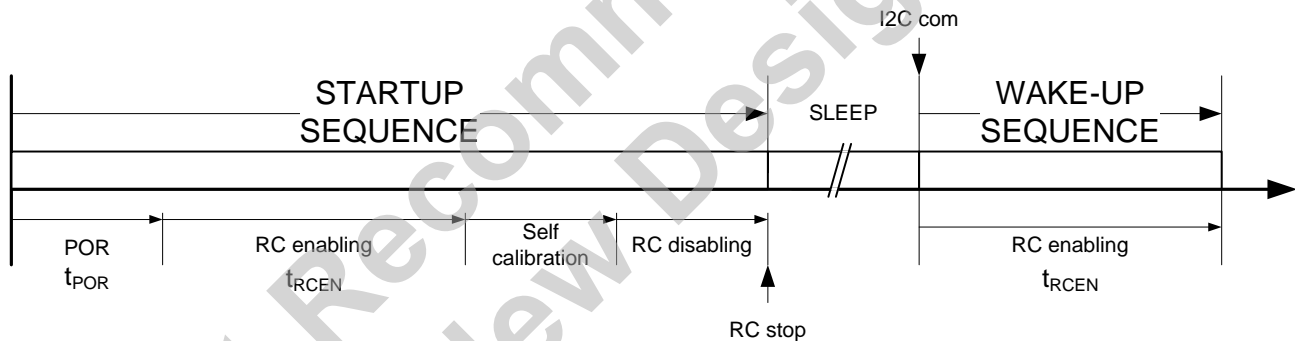 I2C com
STARTUP
SEQUENCE
SLEEP
WAKE-UP
SEQUENCE
POR
tPOR
RC enabling
tRCEN
Self
calibration
RC disabling
RC stop
RC enabling
tRCEN